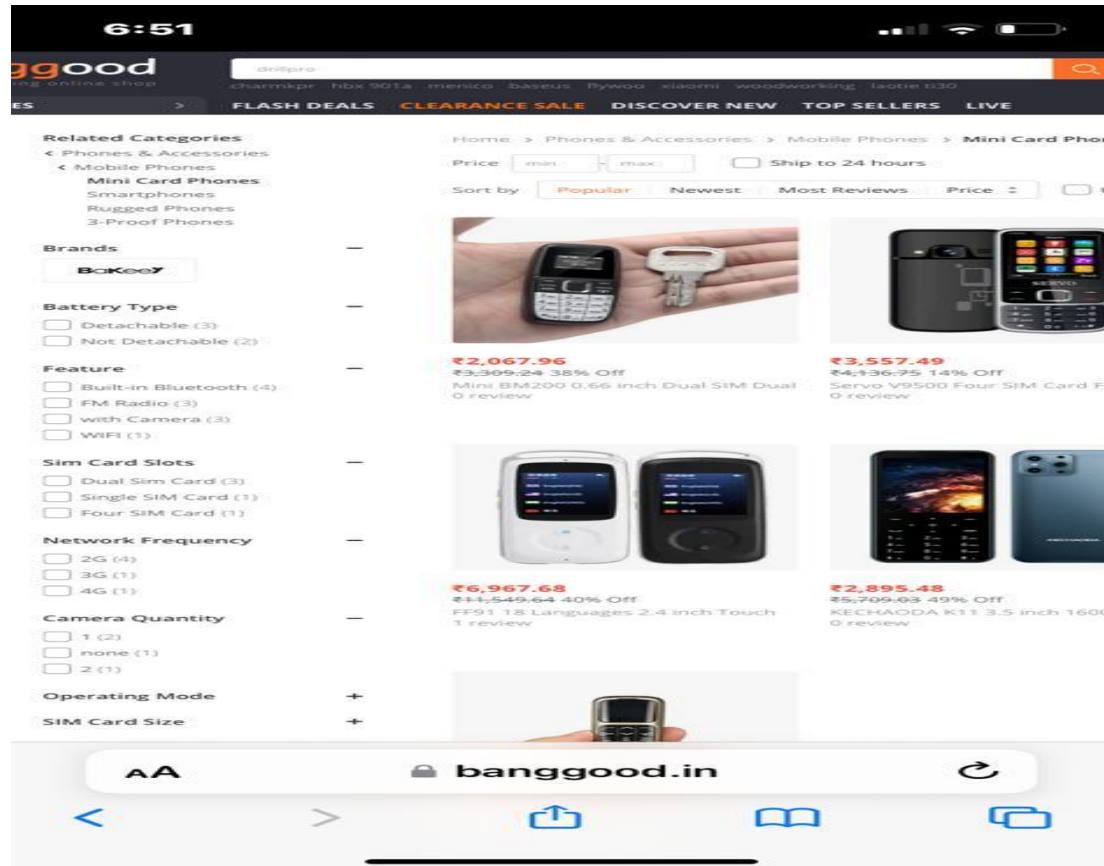 6:51
ggood
ng online shop
drillpro
charmkpr hbx 901a menico baseus flywoo xiaomi woodworking laotie ti30
ES >
FLASH DEALS CLEARANCE SALE DISCOVER NEW TOP SELLERS LIVE
Related Categories
< Phones & Accessories
< Mobile Phones
Mini Card Phones
Smartphones
Rugged Phones
3-Proof Phones
Brands
BaKeeY
Battery Type
Detachable (3)
Not Detachable (2)
Feature
Built-in Bluetooth (4)
FM Radio (3)
with Camera (3)
WIFI (1)
Sim Card Slots
Dual Sim Card (3)
Single SIM Card (1)
Four SIM Card (1)
Network Frequency
2G (4)
3G (1)
4G (1)
Camera Quantity
1 (2)
none (1)
2 (1)
Operating Mode
SIM Card Size
Home > Phones & Accessories > Mobile Phones > Mini Card Phon
Price min. - max. Ship to 24 hours
Sort by Popular Newest Most Reviews Price
SERVO
₹2,067.96
₹3,309.24 38% Off
Mini BM200 0.66 inch Dual SIM Dual
0 review
₹3,557.49
₹4,136.75 14% Off
Servo V9500 Four SIM Card F
0 review
KECHAODA
₹6,967.68
₹11,549.64 40% Off
FF91 18 Languages 2.4 inch Touch
1 review
₹2,895.48
₹5,709.03 49% Off
KECHAODA K11 3.5 inch 1600
0 review
AA banggood.in